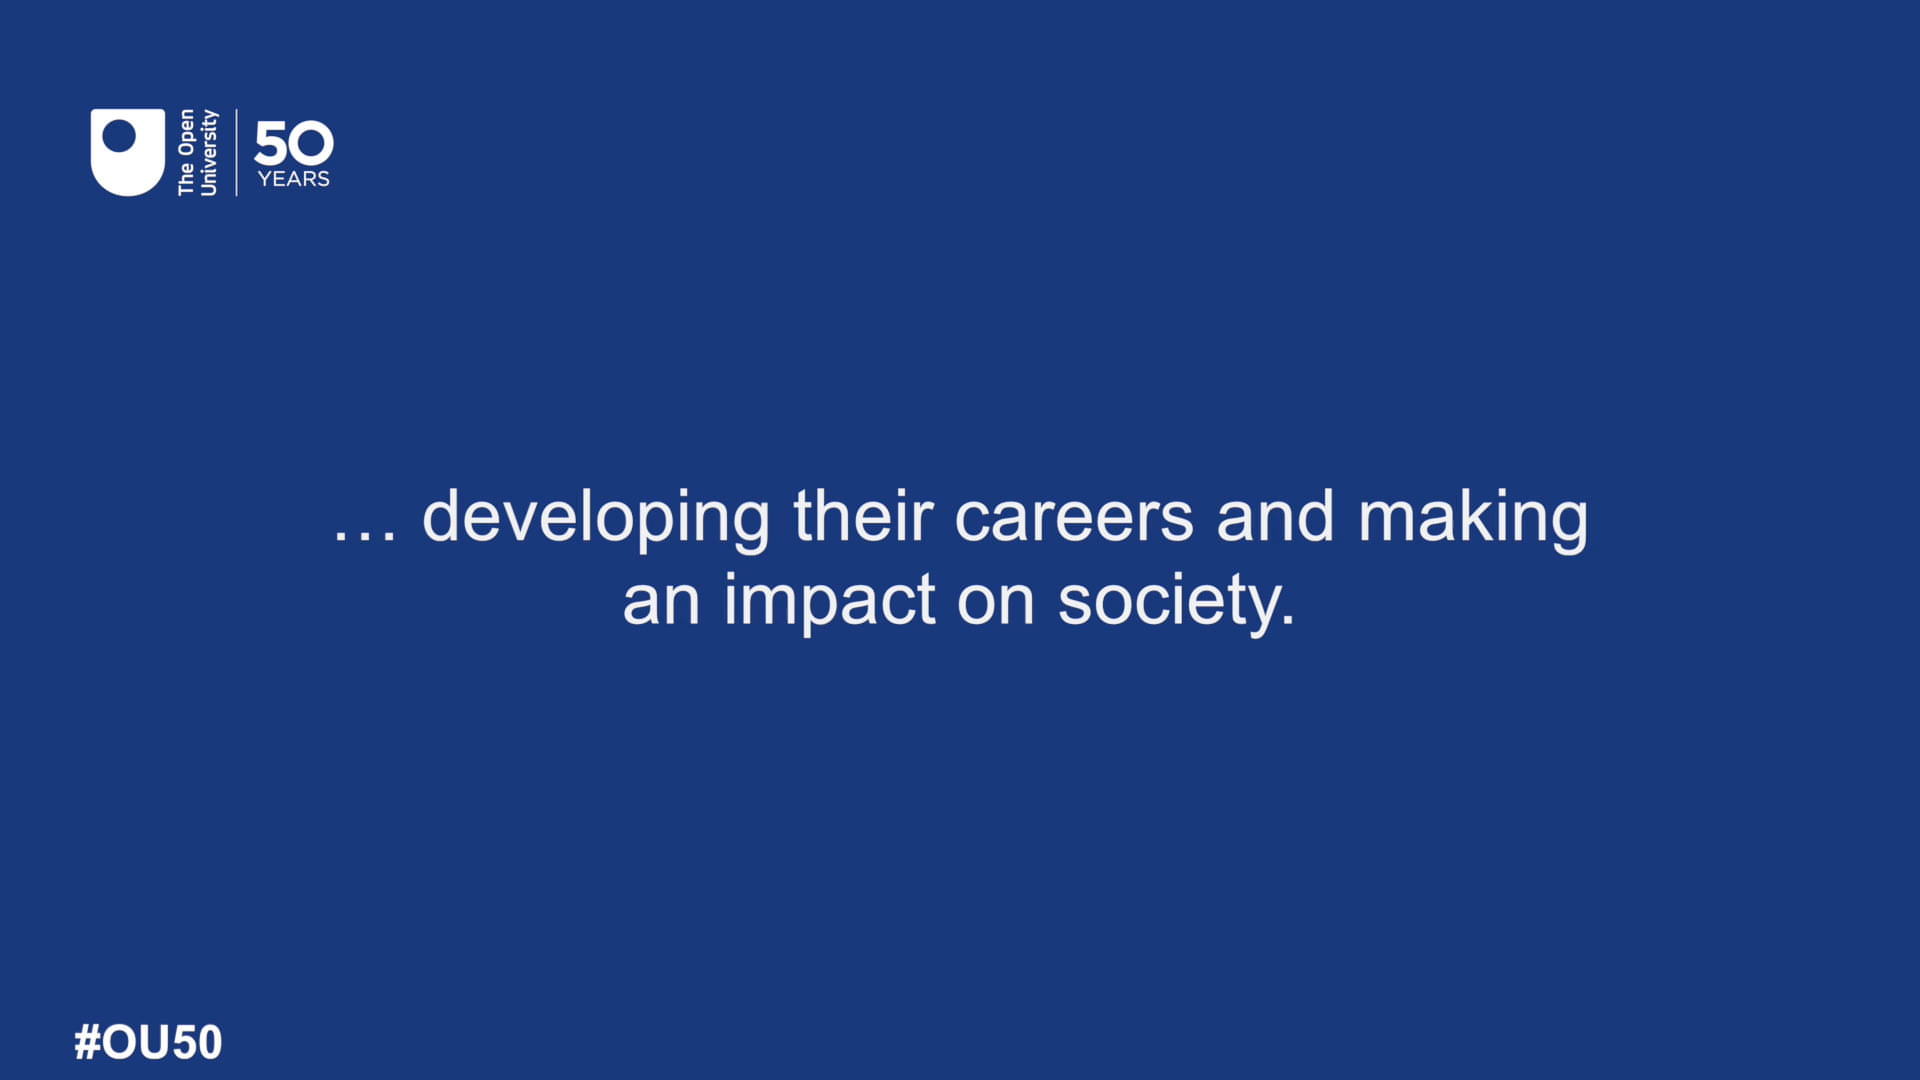 The Open
University
50
YEARS
… developing their careers and making
an impact on society.
#OU50